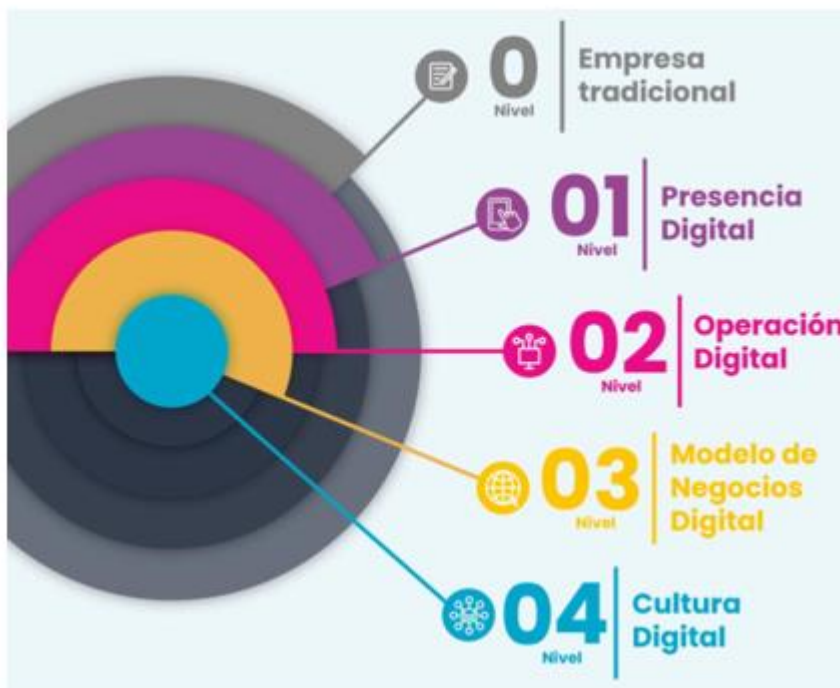 0
Nivel
Empresa
tradicional
01
Nivel
Presencia
Digital
02
Nivel
Operación
Digital
03
Nivel
Modelo de
Negocios
Digital
04
Nivel
Cultura
Digital